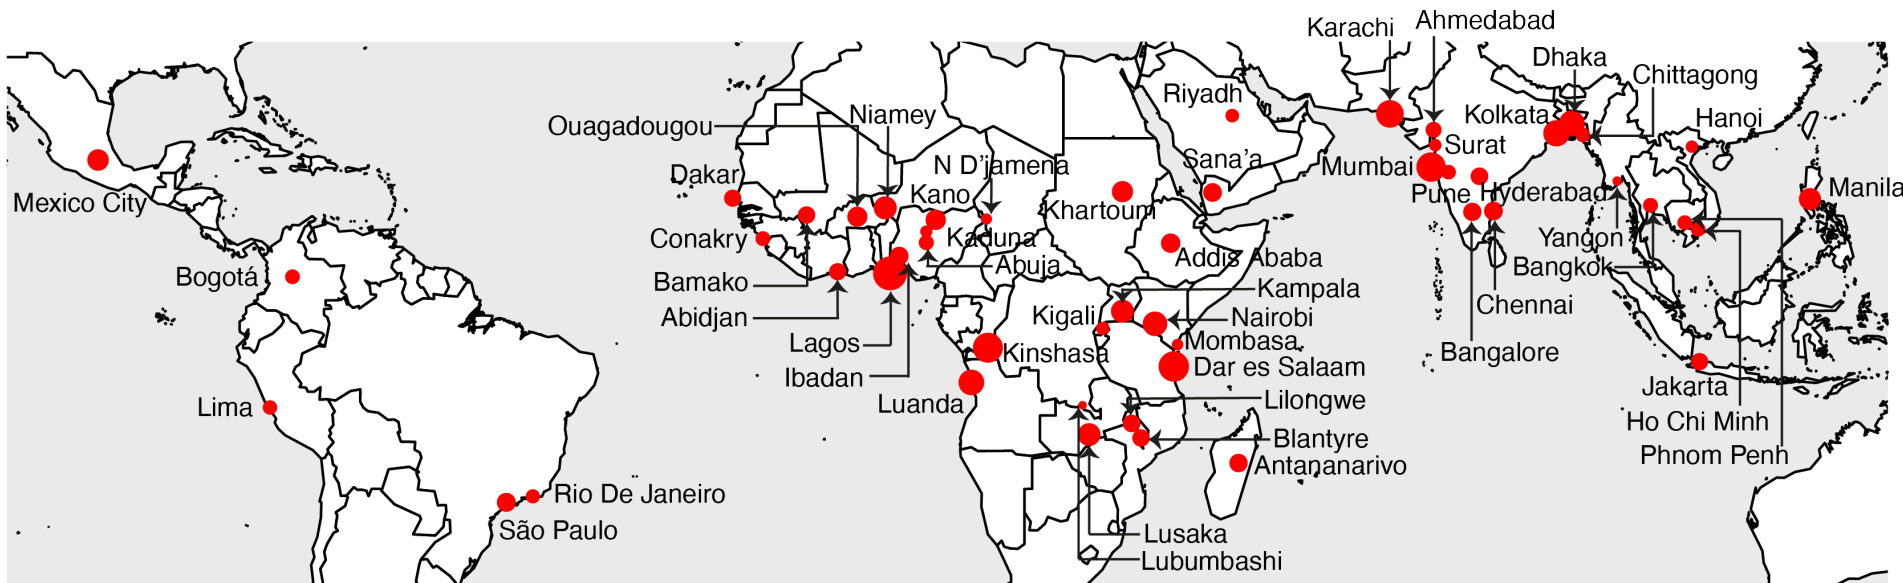 Karachi
Ahmedabad
Dhaka
Chittagong
Riyadh
Kolkata
Hanoi
Ouagadougou
Niamey
Surat
N D'jamena
Sana'a
Mumbai
Dakar
Kano
Pune
Hyderabad
Manila
Mexico City
Khartoum
Conakry
Kaduna
Yangon
Bogotá
Bamako
Abuja
Addis Ababa
Bangkok
Kampala
Chennai
Abidjan
Kigali
Nairobi
Lagos
Kinshasa
Mombasa
Bangalore
Ibadan
Dar es Salaam
Jakarta
Lima
Luanda
Lilongwe
Ho Chi Minh
Blantyre
Phnom Penh
Antananarivo
Rio De Janeiro
São Paulo
Lusaka
Lubumbashi